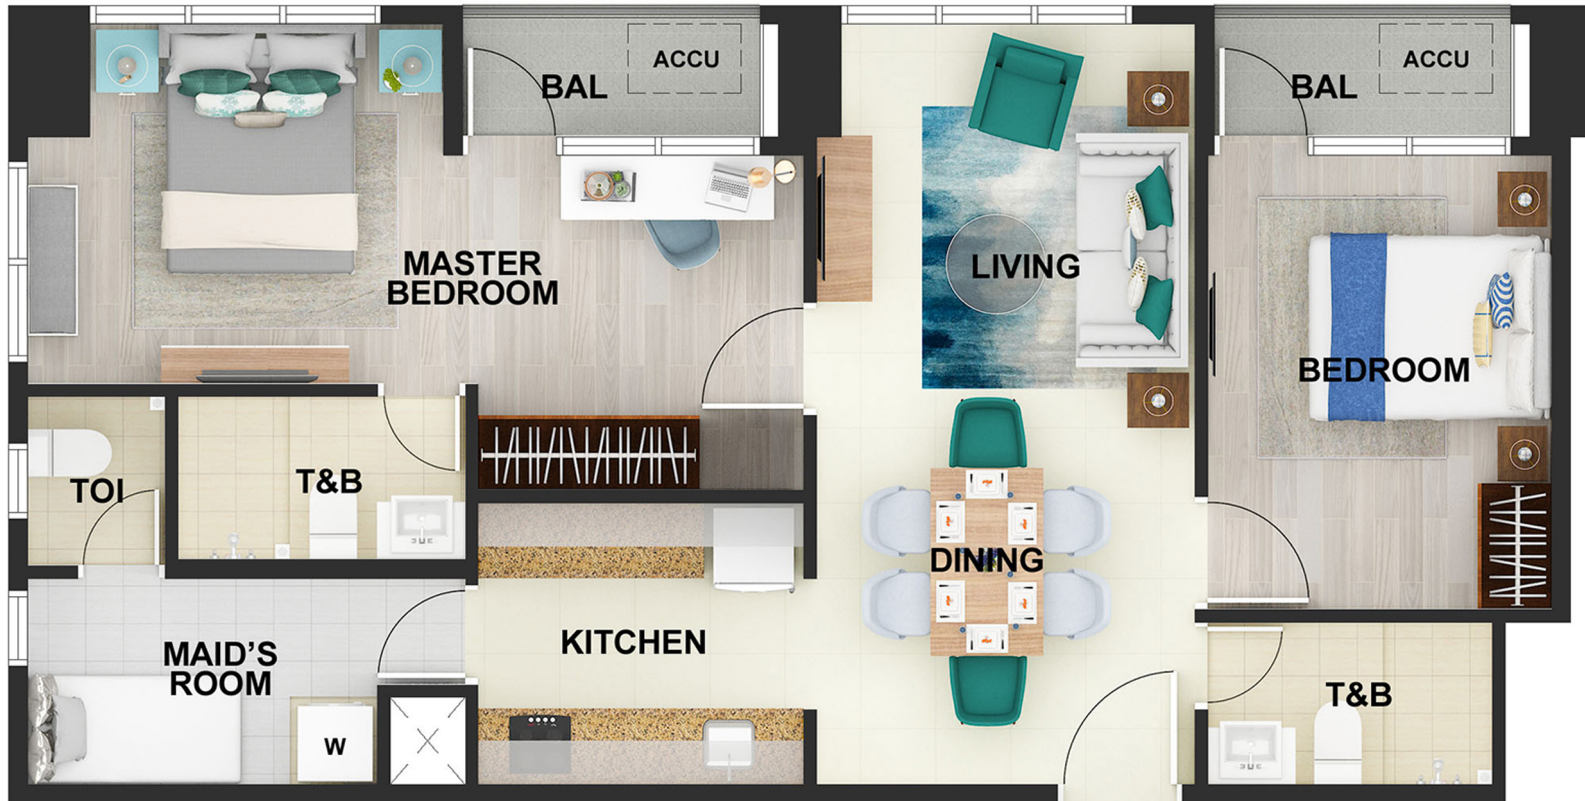 ACCU
BAL
ACCU
BAL
MASTER
BEDROOM
LIVING
BEDROOM
TOI
T&B
DINING
KITCHEN
MAID'S
ROOM
T&B
W